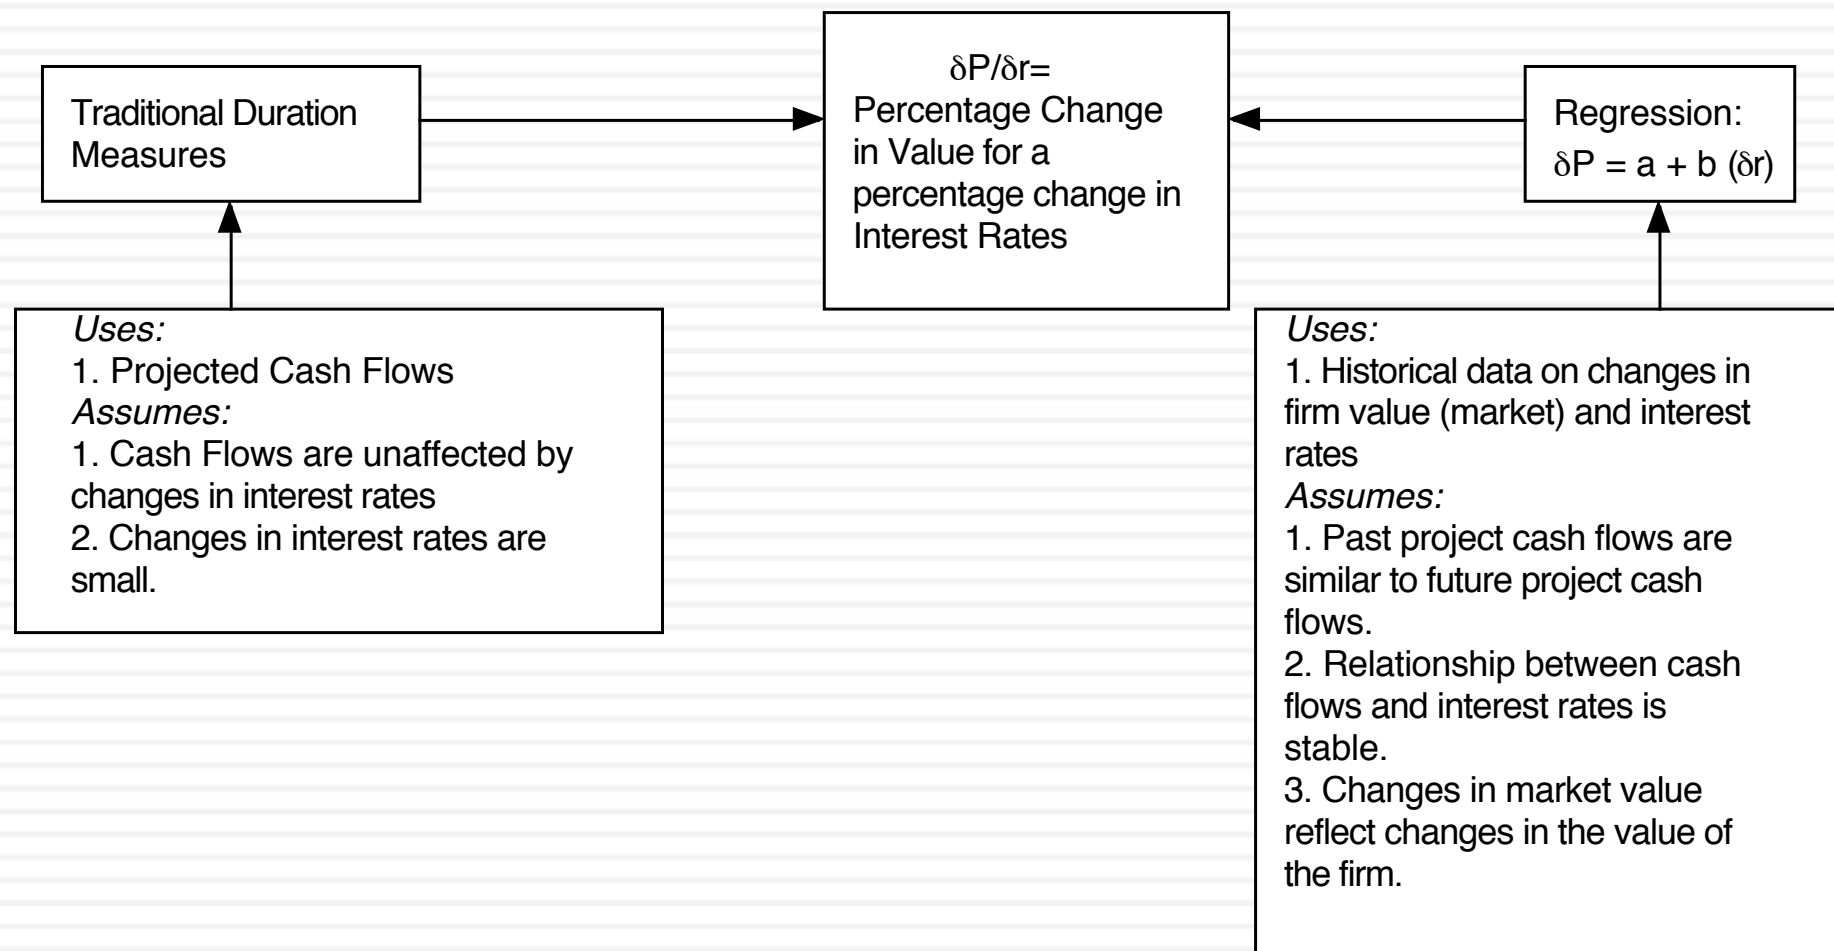 δP/δr=
Percentage Change
in Value for a
percentage change in
Interest Rates
Traditional Duration
Measures
Regression:
δP = a + b (δr)
Uses:
1. Projected Cash Flows
Assumes:
1. Cash Flows are unaffected by
changes in interest rates
2. Changes in interest rates are
small.
Uses:
1. Historical data on changes in
firm value (market) and interest
rates
Assumes:
1. Past project cash flows are
similar to future project cash
flows.
2. Relationship between cash
flows and interest rates is
stable.
3. Changes in market value
reflect changes in the value of
the firm.